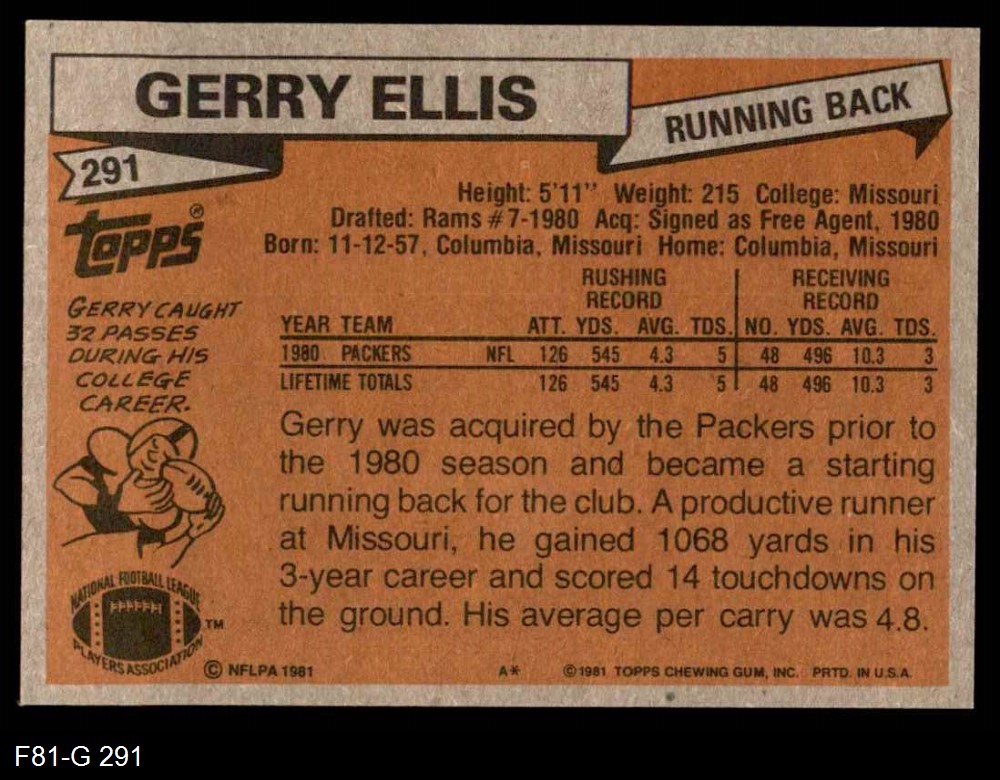 GERRY ELLIS
RUNNING BACK
291
topps®
Height: 5'11" Weight: 215 College: Missouri
Drafted: Rams #7-1980 Acq: Signed as Free Agent, 1980
Born: 11-12-57, Columbia, Missouri Home: Columbia, Missouri
GERRY CAUGHT
32 PASSES
DURING HIS
COLLEGE
CAREER.
RUSHING RECEIVING
RECORD RECORD
YEAR TEAM ATT. YDS. AVG. TDS. NO. YDS. AVG. TDS.
1980 PACKERS NFL 126 545 4.3 5 48 496 10.3 3
LIFETIME TOTALS 126 545 4.3 5 48 496 10.3 3
Gerry was acquired by the Packers prior to
the 1980 season and became a starting
running back for the club. A productive runner
at Missouri, he gained 1068 yards in his
3-year career and scored 14 touchdowns on
the ground. His average per carry was 4.8.
NATIONAL FOOTBALL LEAGUE
PLAYERS ASSOCIATION
TM
© NFLPA 1981 A* © 1981 TOPPS CHEWING GUM, INC. PRTD. IN U.S.A.
F81-G 291